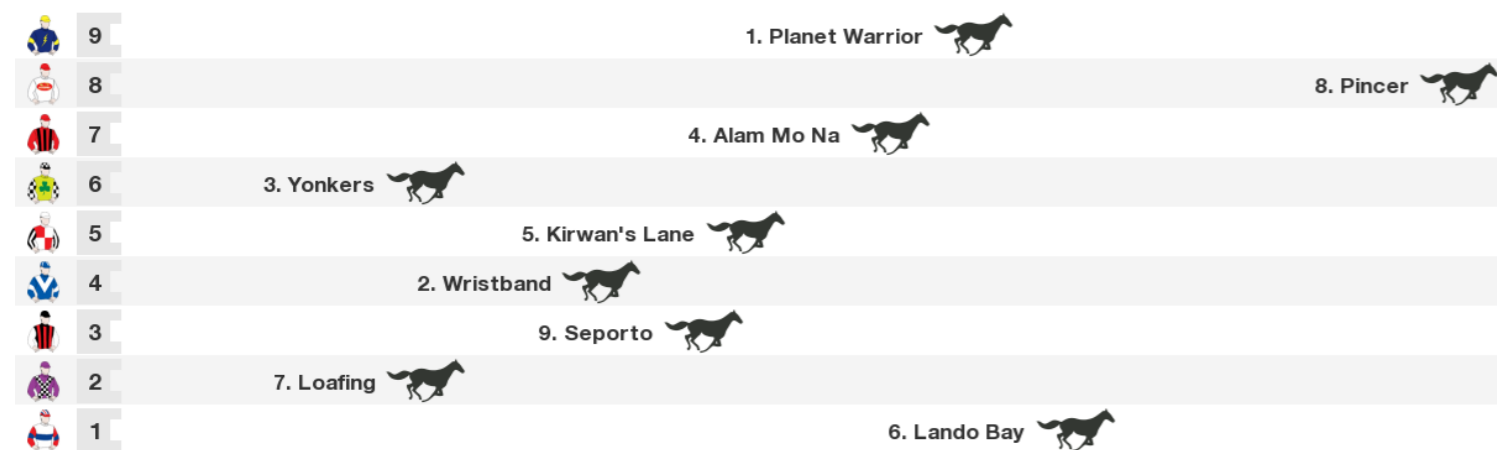 9 1. Planet Warrior
8 8. Pincer
7 4. Alam Mo Na
6 3. Yonkers
5 5. Kirwan's Lane
4 2. Wristband
3 9. Seporto
2 7. Loafing
1 6. Lando Bay